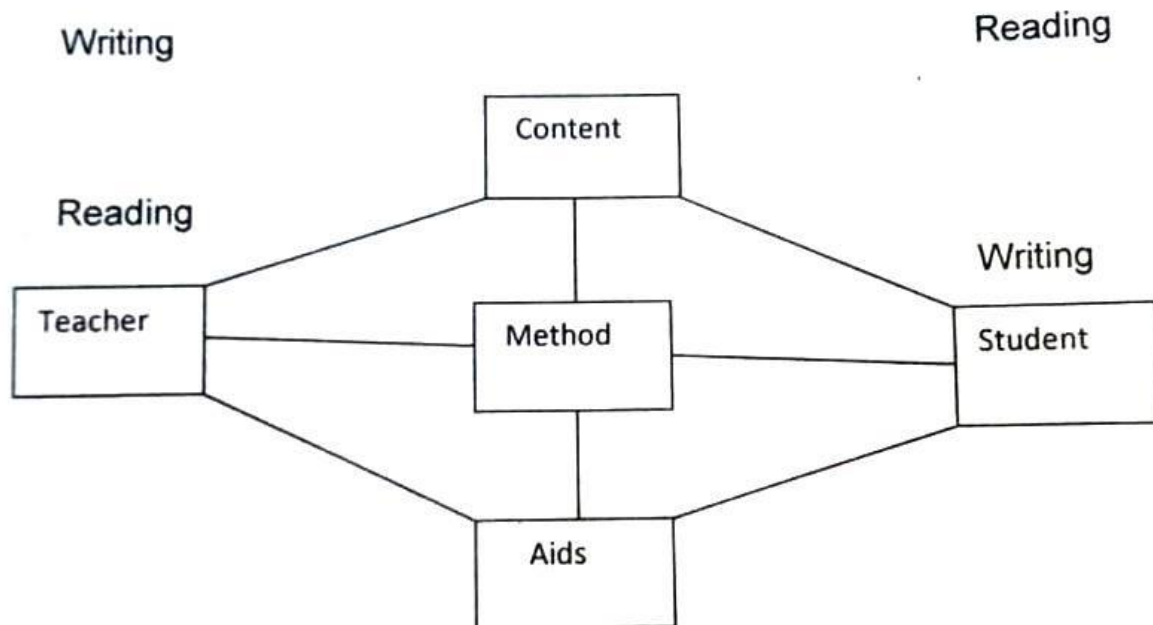 Writing
Reading
Content
Reading
Writing
Teacher
Method
Student
Aids